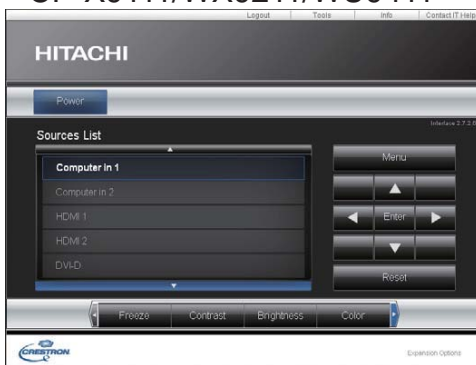 Logout Tools Info Contact IT Help
HITACHI
Power
Interface
Sources List
Computer in 1
Computer in 2
HDMI 1
HDMI 2
DVI-D
Menu
Enter
Reset
Freeze Contrast Brightness Color
CRESTRON
Expansion Options